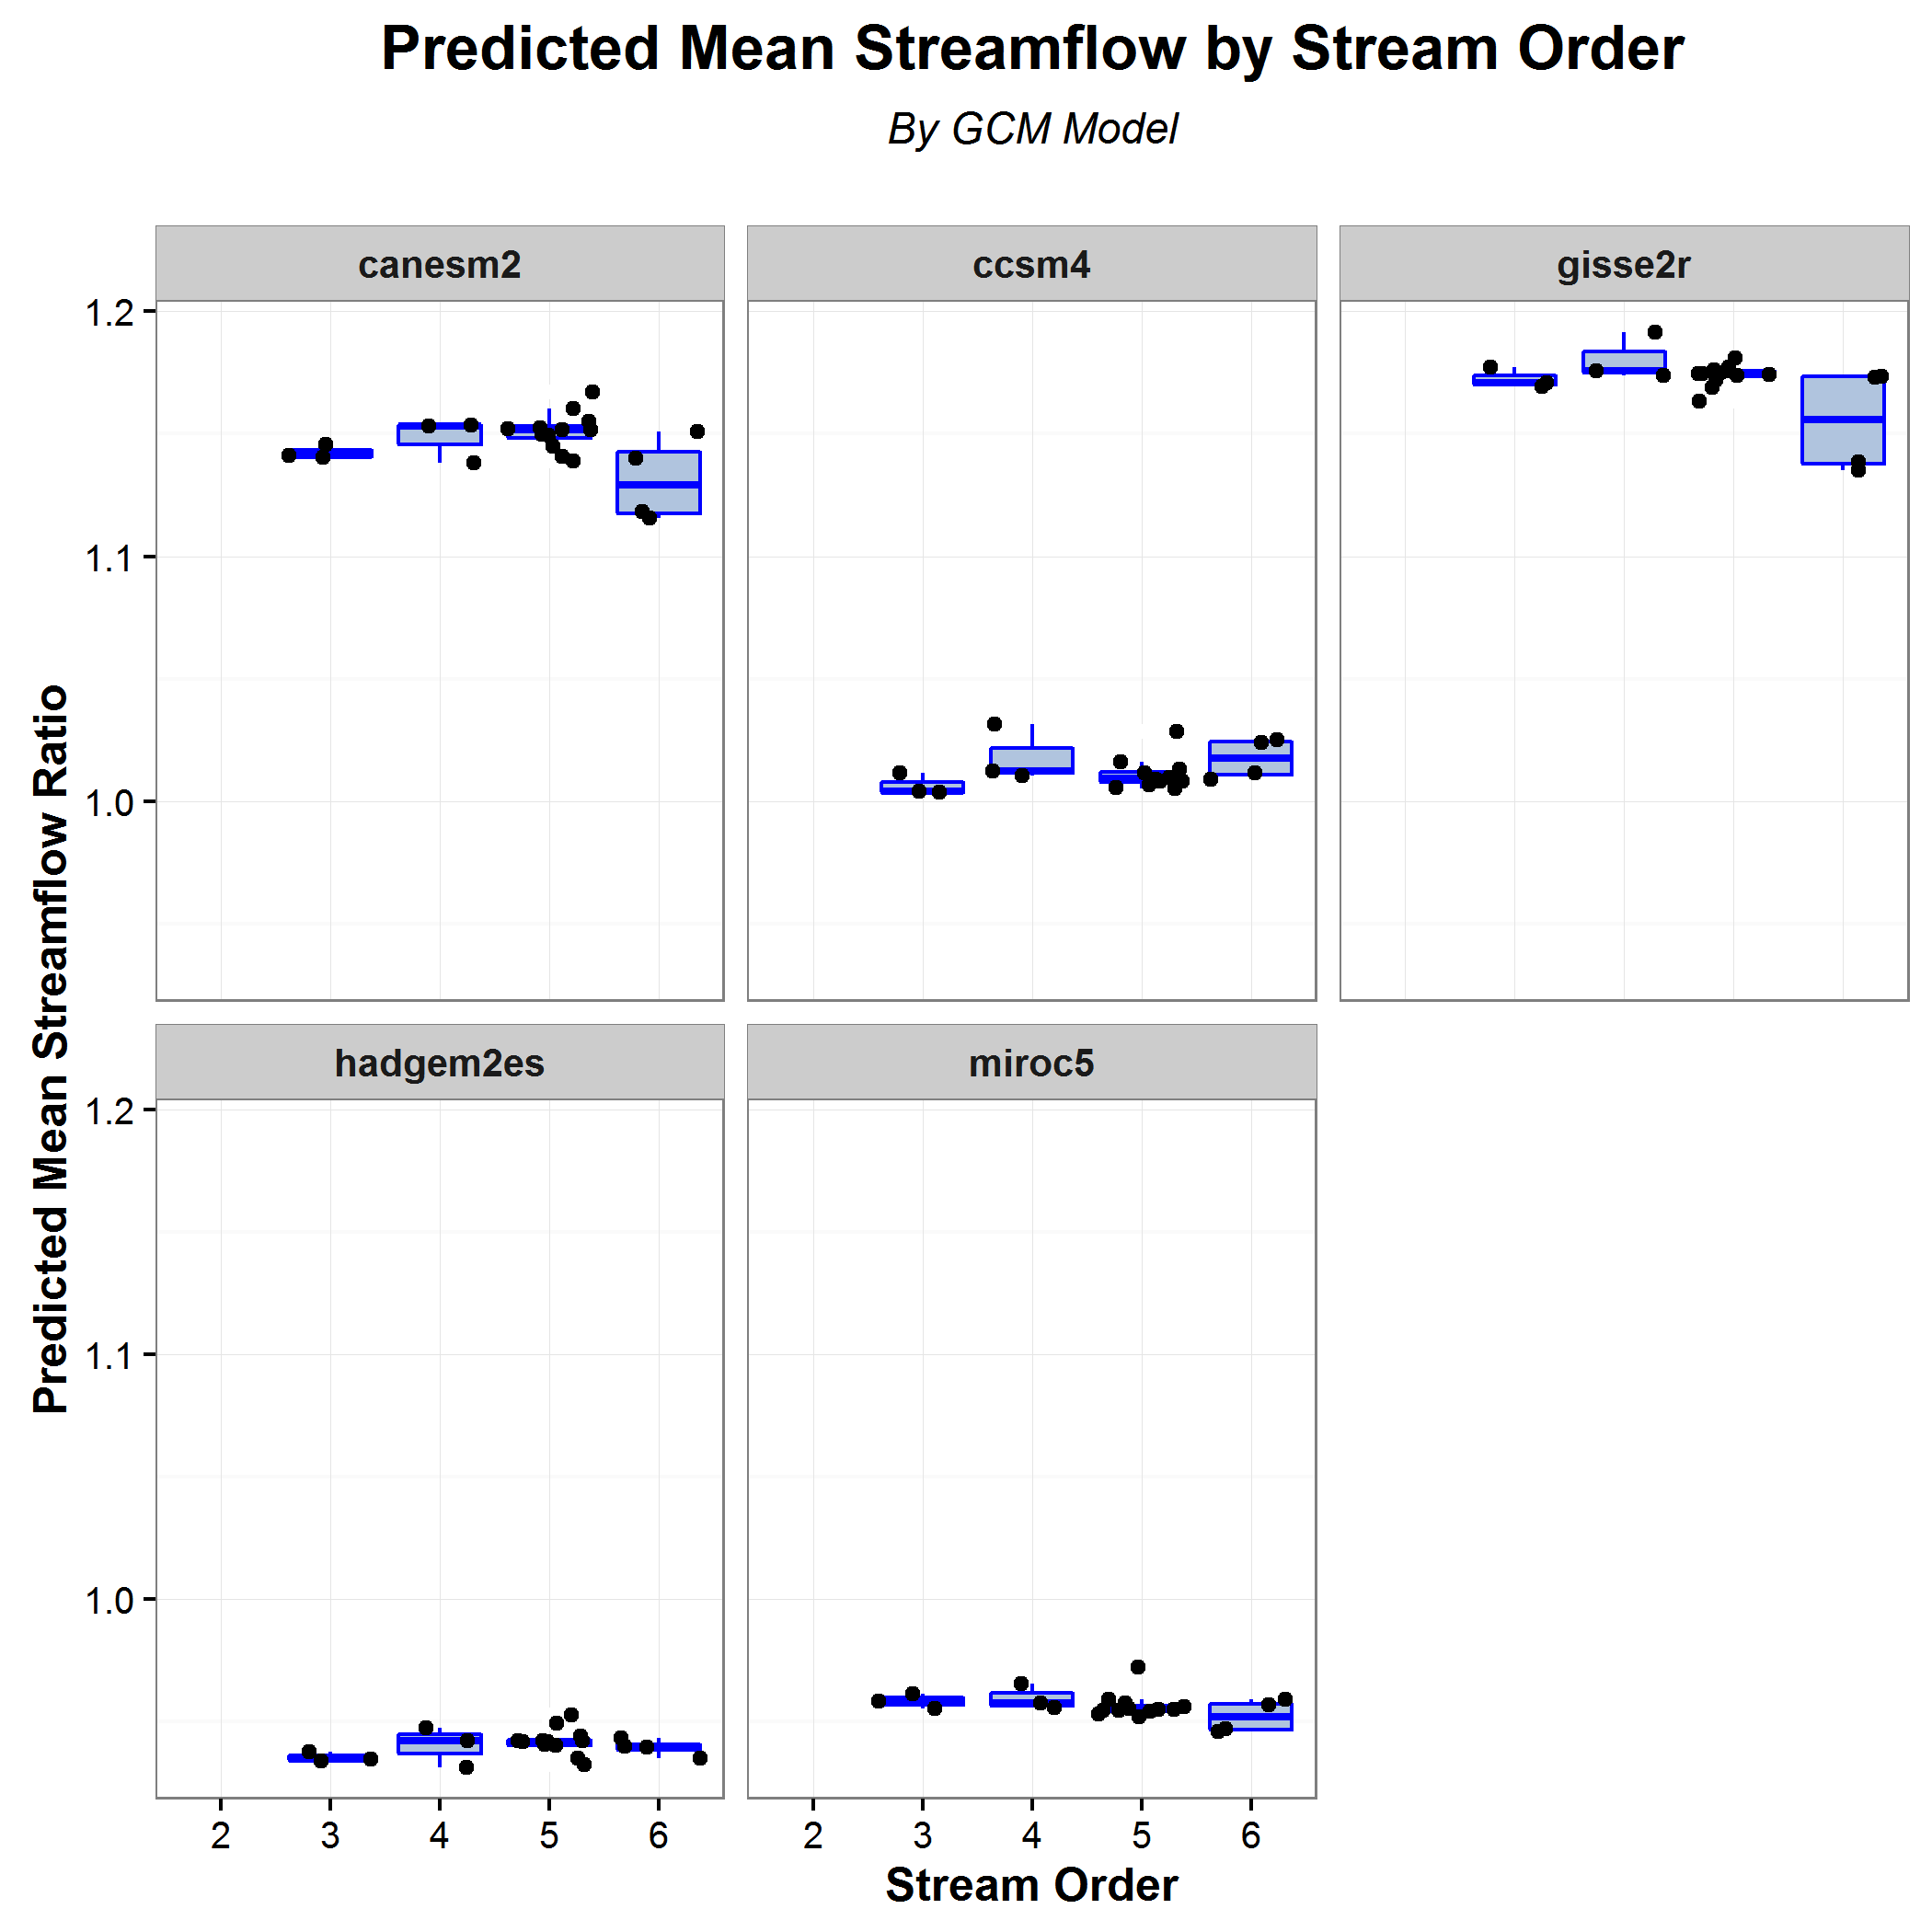 Predicted Mean Streamflow by Stream Order
By GCM Model
canesm2
ccsm4
gisse2r
1.2
1.1
1.0
Predicted Mean Streamflow Ratio
hadgem2es
miroc5
1.2
1.1
1.0
2 3 4 5 6
2 3 4 5 6
Stream Order